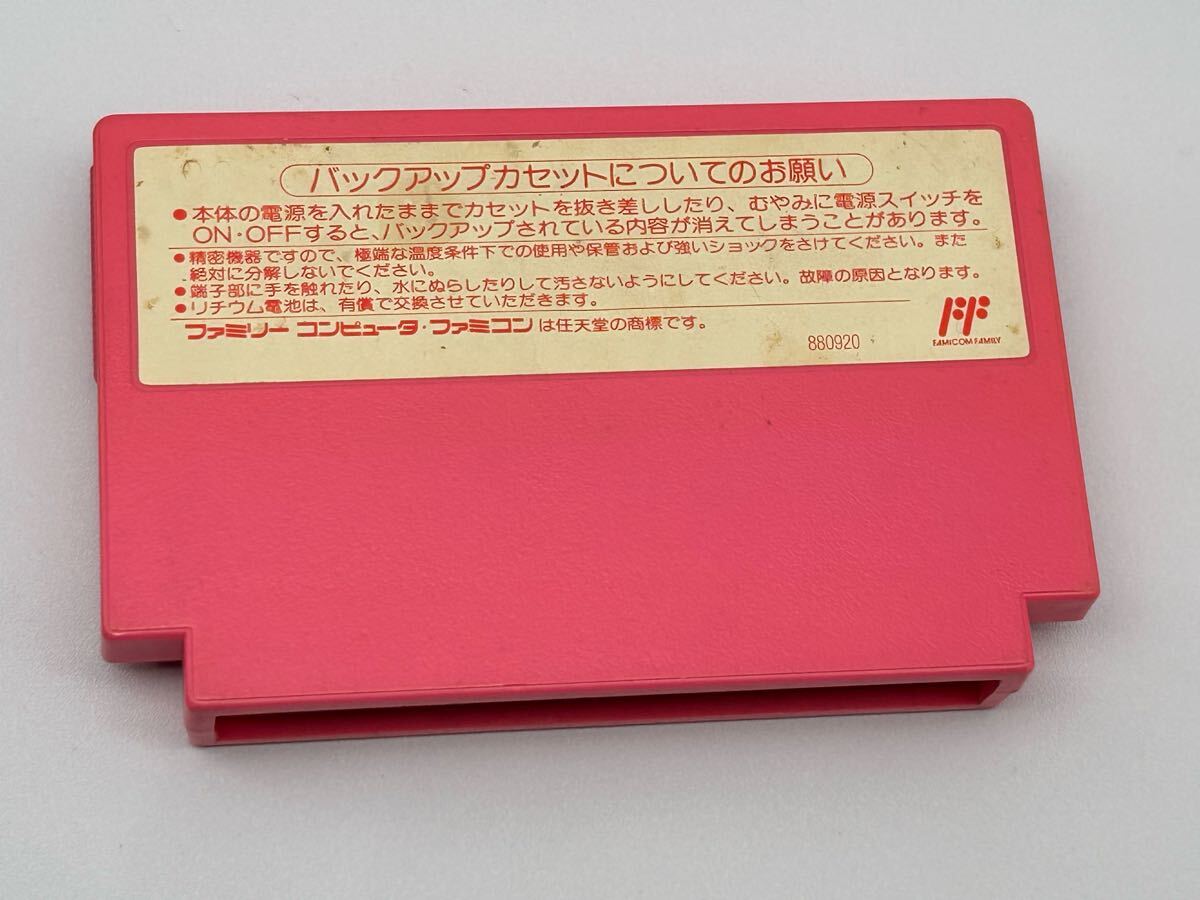 バックアップカセットについてのお願い
●本体の電源を入れたままでカセットを抜き差ししたり、むやみに電源スイッチを
ON・OFFすると、バックアップされている内容が消えてしまうことがあります。
●精密機器ですので、極端な温度条件下での使用や保管および強いショックをさけてください。また
絶対に分解しないでください。
●端子部に手を触れたり、水にぬらしたりして汚さないようにしてください。故障の原因となります。
●リチウム電池は、有償で交換させていただきます。
ファミリー コンピュータ・ファミコンは任天堂の商標です。
880920
FAMICOM FAMILY